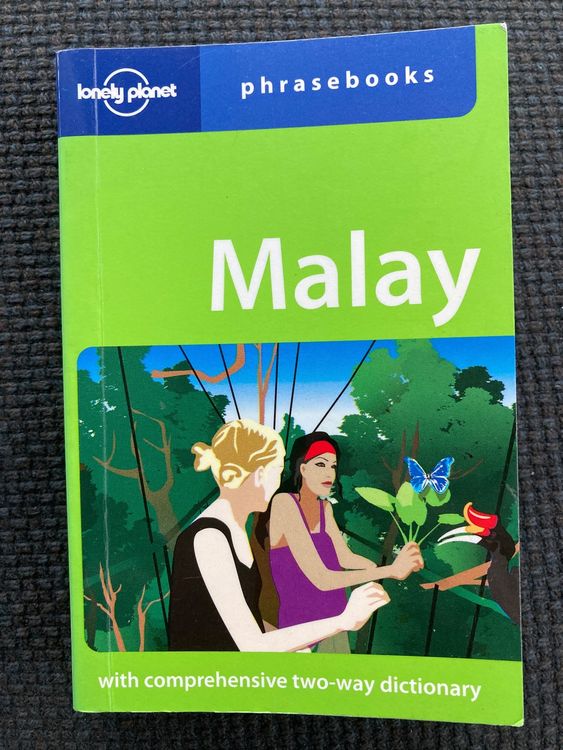 lonely planet
phrasebooks
Malay
with comprehensive two-way dictionary